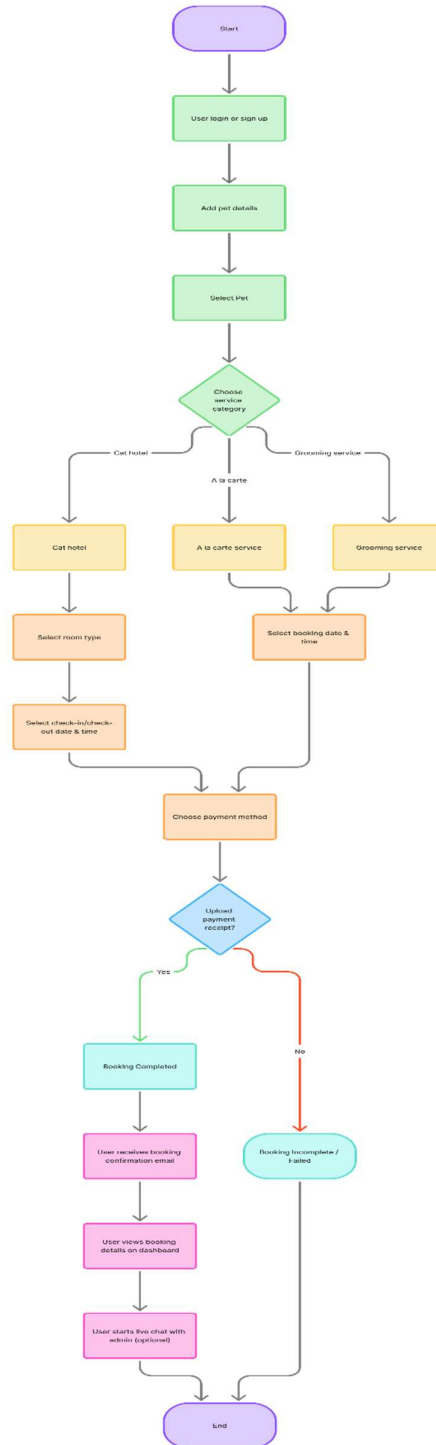 Start
User login or sign up
Add pet details
Select Pet
Choose
service
category
Cat hotel
A la carte
Grooming service
Cat hotel
A la carte service
Grooming service
Select room type
Select booking date &
time
Select check-in/check-
out date & time
Choose payment method
Upload
payment
receipt?
Yes
No
Booking Completed
User receives booking
confirmation email
Booking Incomplete /
Failed
User views booking
details on dashboard
User starts live chat with
admin (optional)
End